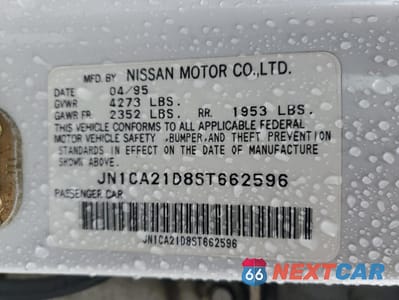 MFD. BY NISSAN MOTOR CO.,LTD.
DATE 04/95
GVWR 4273 LBS.
GAWR FR 2352 LBS. RR. 1953 LBS.
THIS VEHICLE CONFORMS TO ALL APPLICABLE FEDERAL
MOTOR VEHICLE SAFETY ,BUMPER,AND THEFT PREVENTION
STANDARDS IN EFFECT ON THE DATE OF MANUFACTURE
SHOWN ABOVE.
JN1CA21D8ST662596
PASSENGER CAR
JN1CA21D8ST662596
66 NEXTCAR